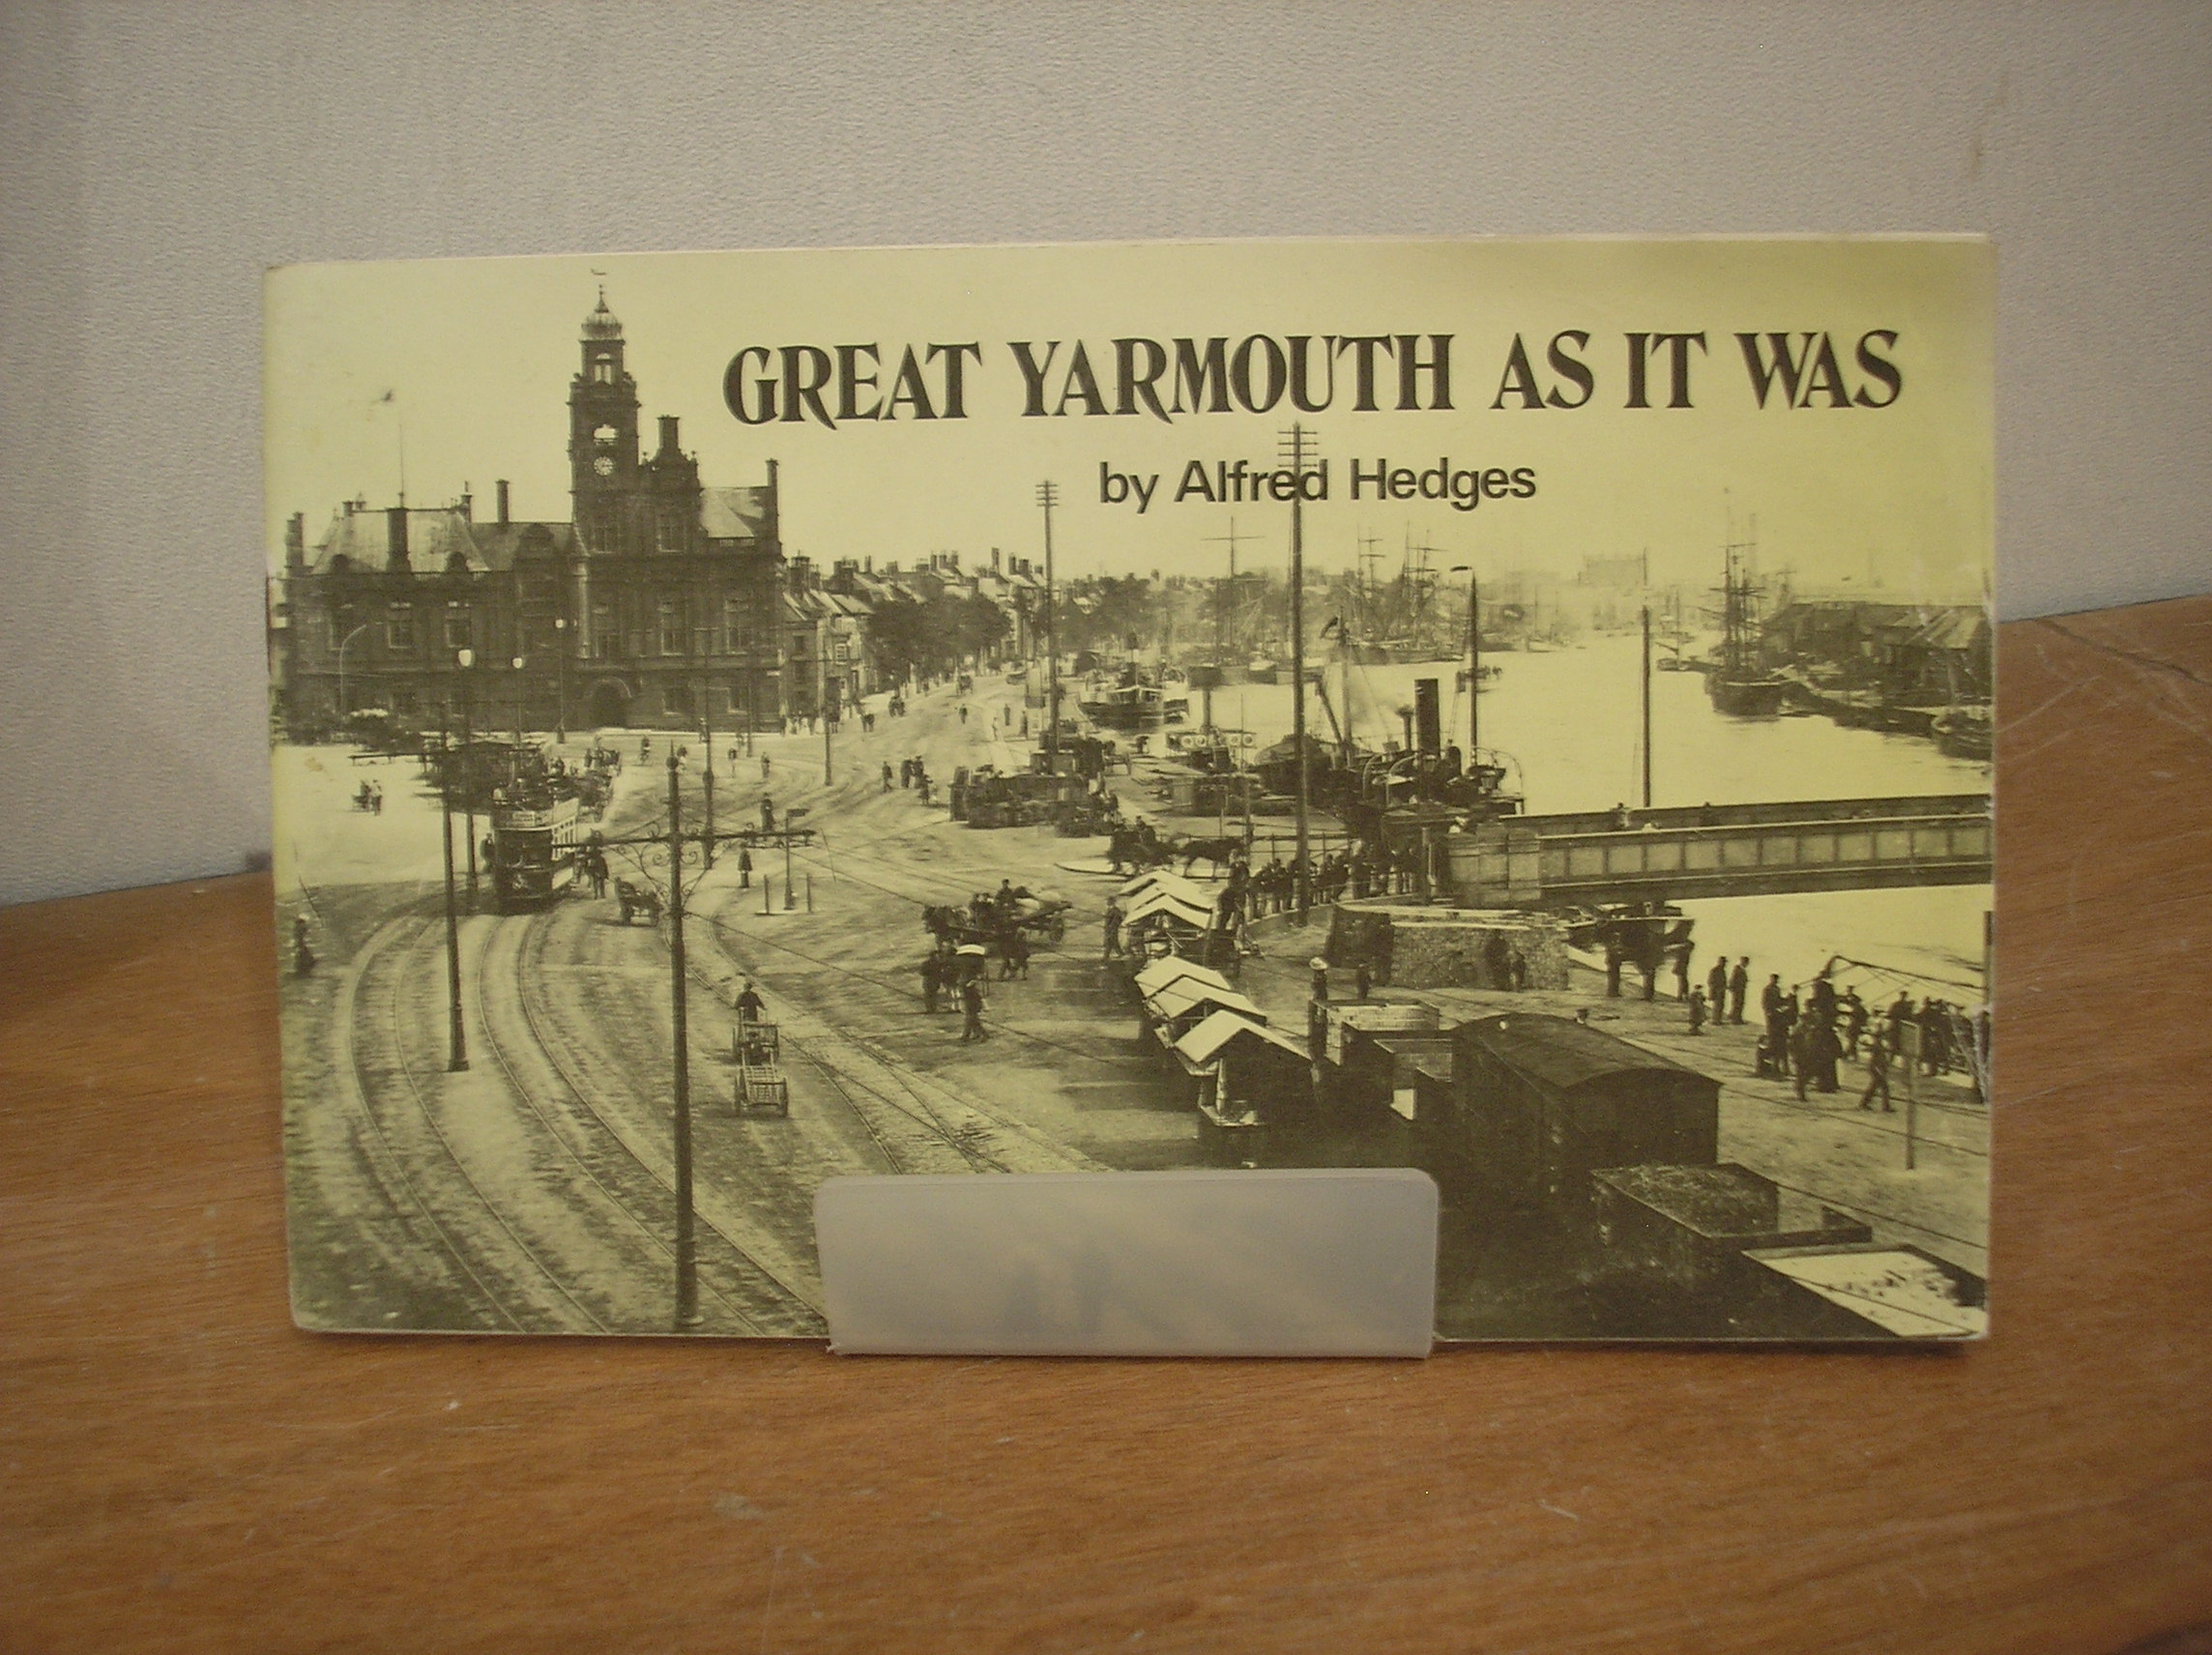 GREAT YARMOUTH AS IT WAS
by Alfred Hedges